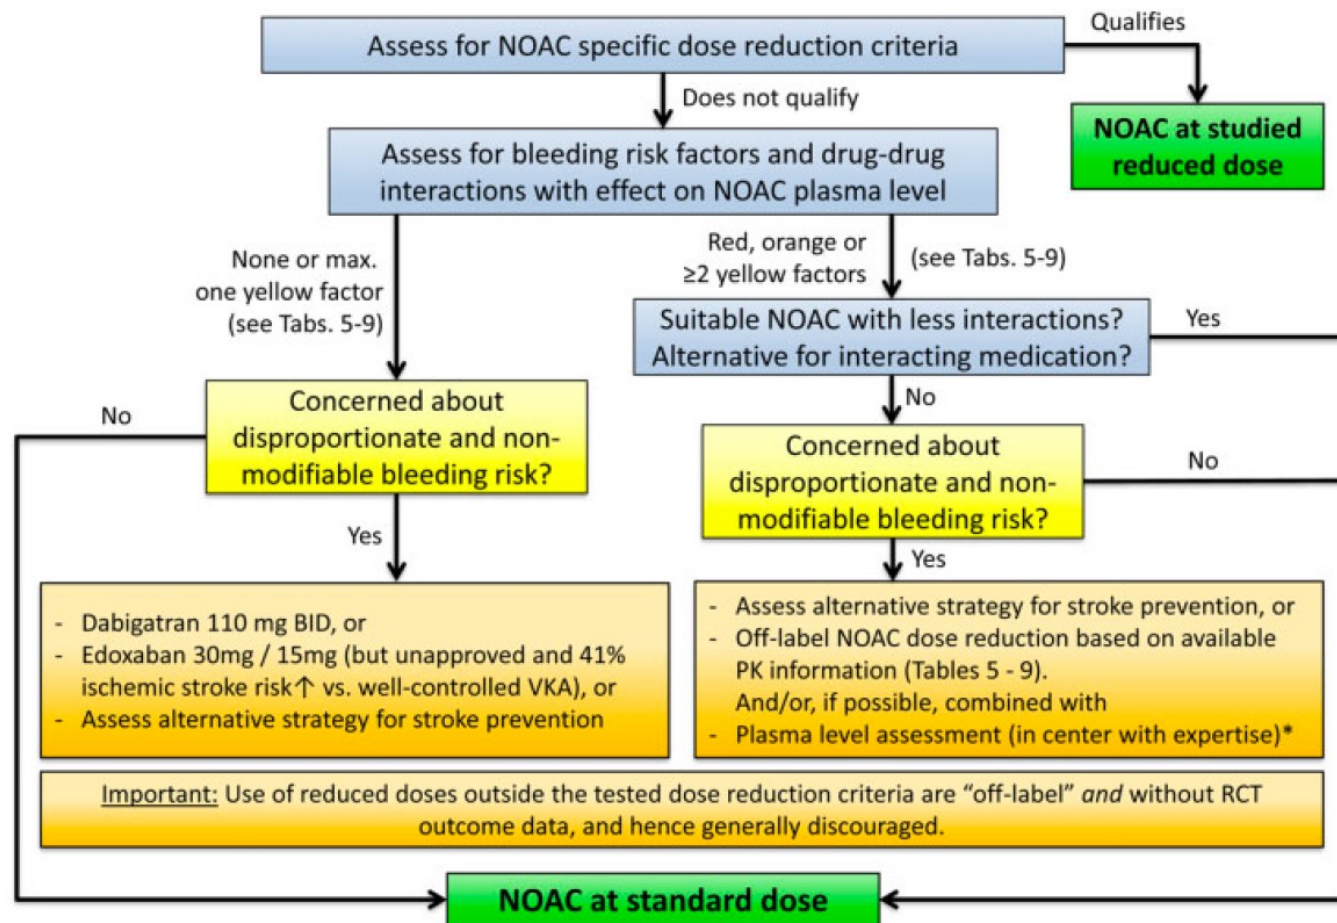 Assess for NOAC specific dose reduction criteria
Qualifies
Does not qualify
NOAC at studied
reduced dose
Assess for bleeding risk factors and drug-drug
interactions with effect on NOAC plasma level
None or max.
one yellow factor
(see Tabs. 5-9)
Red, orange or
≥2 yellow factors
(see Tabs. 5-9)
Suitable NOAC with less interactions?
Alternative for interacting medication?
Yes
No
No
Concerned about
disproportionate and non-
modifiable bleeding risk?
Concerned about
disproportionate and non-
modifiable bleeding risk?
No
Yes
Yes
- Dabigatran 110 mg BID, or
- Edoxaban 30mg / 15mg (but unapproved and 41%
ischemic stroke risk↑ vs. well-controlled VKA), or
- Assess alternative strategy for stroke prevention
- Assess alternative strategy for stroke prevention, or
- Off-label NOAC dose reduction based on available
PK information (Tables 5 - 9).
And/or, if possible, combined with
- Plasma level assessment (in center with expertise)*
Important: Use of reduced doses outside the tested dose reduction criteria are “off-label” and without RCT
outcome data, and hence generally discouraged.
NOAC at standard dose